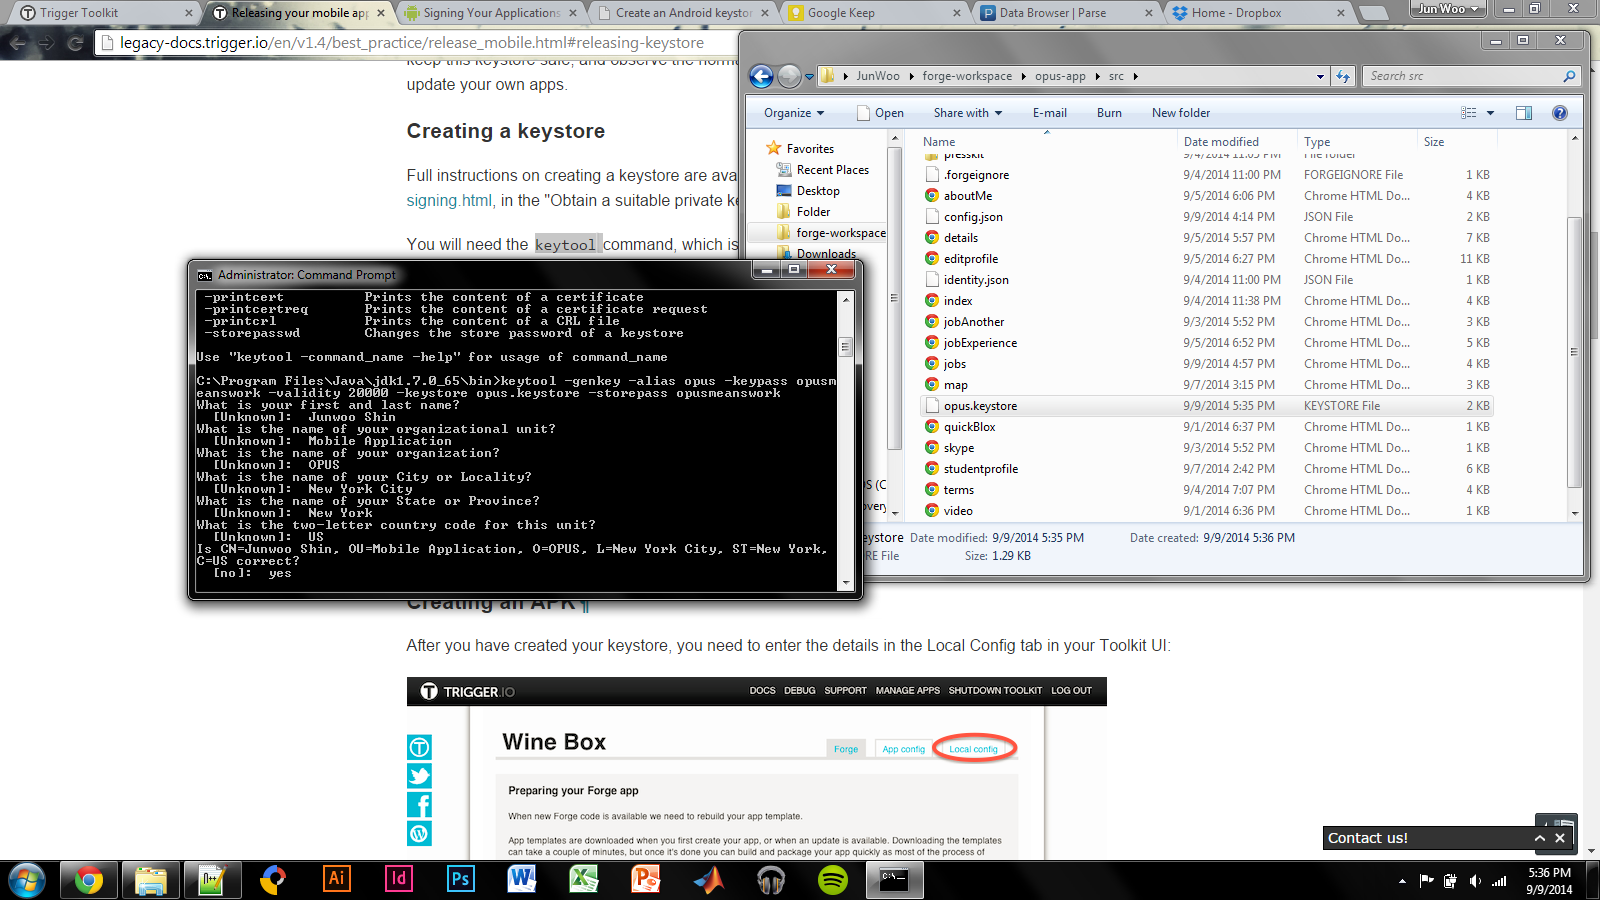 Trigger Toolkit
Releasing your mobile app
Signing Your Applications
Create an Android keystor
Google Keep
Data Browser | Parse
Home - Dropbox
Jun Woo
legacy-docs.trigger.io/en/v1.4/best_practice/release_mobile.html#releasing-keystore
update your own apps.
Creating a keystore
Full instructions on creating a keystore are ava
signing.html, in the "Obtain a suitable private ke
You will need the keytool command, which is
JunWoo
forge-workspace
opus-app
src
Search src
Organize
Open
Share with
E-mail
Burn
New folder
Favorites
Recent Places
Desktop
Folder
forge-workspace
Downloads
Name Date modified Type Size
presskit 9/4/2014 11:05 PM File folder
.forgeignore 9/4/2014 11:00 PM FORGEIGNORE File 1 KB
aboutMe 9/5/2014 6:06 PM Chrome HTML Do... 4 KB
config.json 9/9/2014 4:14 PM JSON File 2 KB
details 9/5/2014 5:57 PM Chrome HTML Do... 7 KB
editprofile 9/5/2014 6:27 PM Chrome HTML Do... 11 KB
identity.json 9/4/2014 11:00 PM JSON File 1 KB
index 9/4/2014 11:38 PM Chrome HTML Do... 4 KB
jobAnother 9/3/2014 5:52 PM Chrome HTML Do... 3 KB
jobExperience 9/5/2014 6:52 PM Chrome HTML Do... 5 KB
jobs 9/9/2014 4:57 PM Chrome HTML Do... 4 KB
map 9/7/2014 3:15 PM Chrome HTML Do... 3 KB
opus.keystore 9/9/2014 5:35 PM KEYSTORE File 2 KB
quickBlox 9/1/2014 6:37 PM Chrome HTML Do... 1 KB
skype 9/3/2014 5:52 PM Chrome HTML Do... 1 KB
studentprofile 9/7/2014 2:42 PM Chrome HTML Do... 6 KB
terms 9/4/2014 7:07 PM Chrome HTML Do... 4 KB
video 9/1/2014 6:36 PM Chrome HTML Do... 1 KB
OS (C
overy
eystore Date modified: 9/9/2014 5:35 PM Date created: 9/9/2014 5:36 PM
RE File Size: 1.29 KB
Administrator: Command Prompt
-printcert Prints the content of a certificate
-printcertreq Prints the content of a certificate request
-printcrl Prints the content of a CRL file
-storepasswd Changes the store password of a keystore
Use "keytool -command_name -help" for usage of command_name
C:\Program Files\Java\jdk1.7.0_65\bin>keytool -genkey -alias opus -keypass opusm
eanswork -validity 20000 -keystore opus.keystore -storepass opusmeanswork
What is your first and last name?
[Unknown]: Junwoo Shin
What is the name of your organizational unit?
[Unknown]: Mobile Application
What is the name of your organization?
[Unknown]: OPUS
What is the name of your City or Locality?
[Unknown]: New York City
What is the name of your State or Province?
[Unknown]: New York
What is the two-letter country code for this unit?
[Unknown]: US
Is CN=Junwoo Shin, OU=Mobile Application, O=OPUS, L=New York City, ST=New York,
C=US correct?
[no]: yes
Creating an APK ¶
After you have created your keystore, you need to enter the details in the Local Config tab in your Toolkit UI:
TRIGGER.IO
DOCS DEBUG SUPPORT MANAGE APPS SHUTDOWN TOOLKIT LOG OUT
Wine Box
Forge
App config
Local config
Preparing your Forge app
When new Forge code is available we need to rebuild your app template.
App templates are downloaded when you first create your app, or when an update is available. Downloading the templates
can take a couple of minutes, but once it's done you can build and package your app quickly as most of the process of
Contact us!
Ai
Id
Ps
5:36 PM
9/9/2014